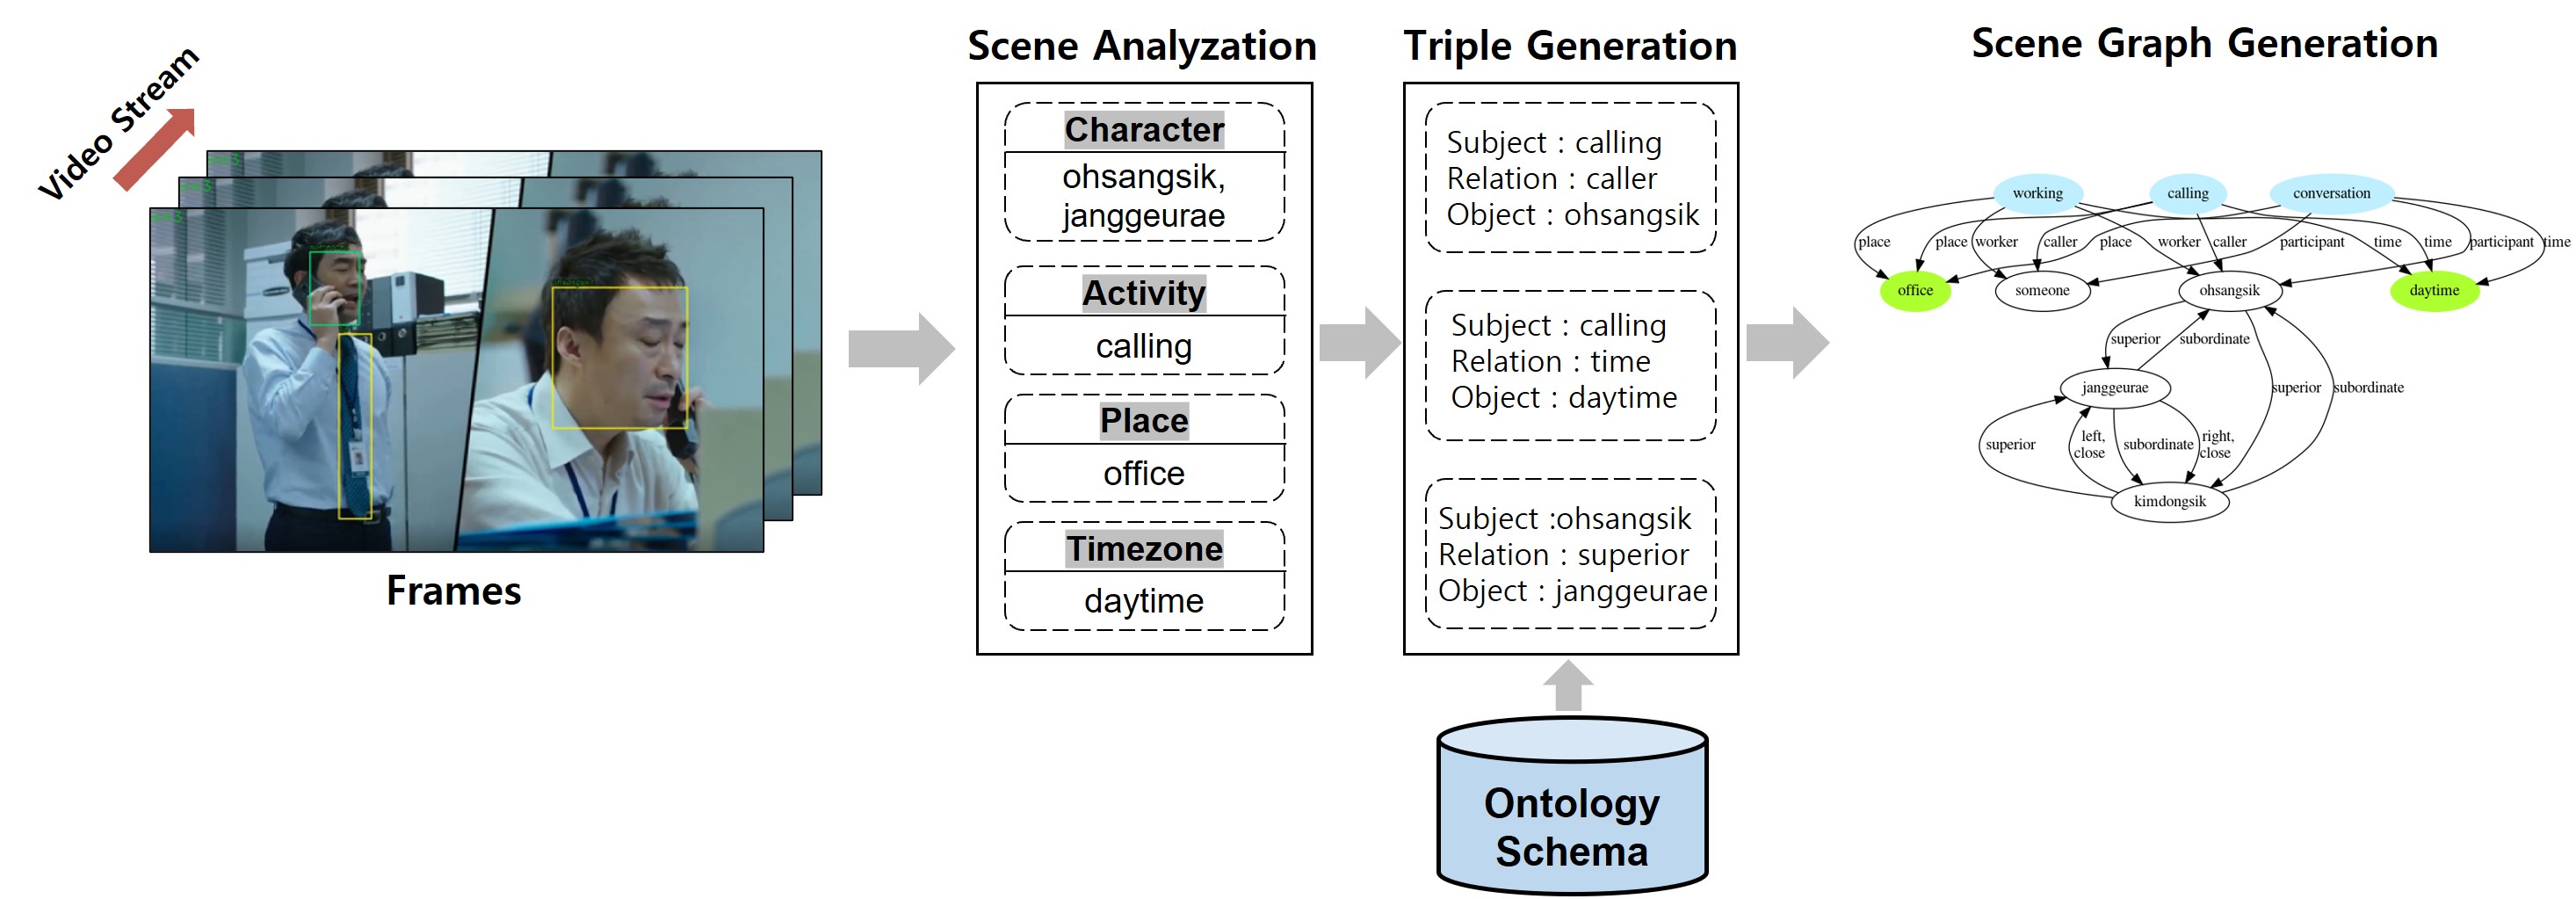 Video Stream
Frames
Scene Analyzation
Character
ohsangsik,
janggeurae
Activity
calling
Place
office
Timezone
daytime
Triple Generation
Subject : calling
Relation : caller
Object : ohsangsik
Subject : calling
Relation : time
Object : daytime
Subject :ohsangsik
Relation : superior
Object : janggeurae
Ontology
Schema
Scene Graph Generation
working
calling
conversation
place
place
worker
caller
place
worker
caller
participant
time
time
participant
time
office
someone
ohsangsik
daytime
superior
subordinate
janggeurae
superior
subordinate
superior
left,
close
subordinate
right,
close
kimdongsik